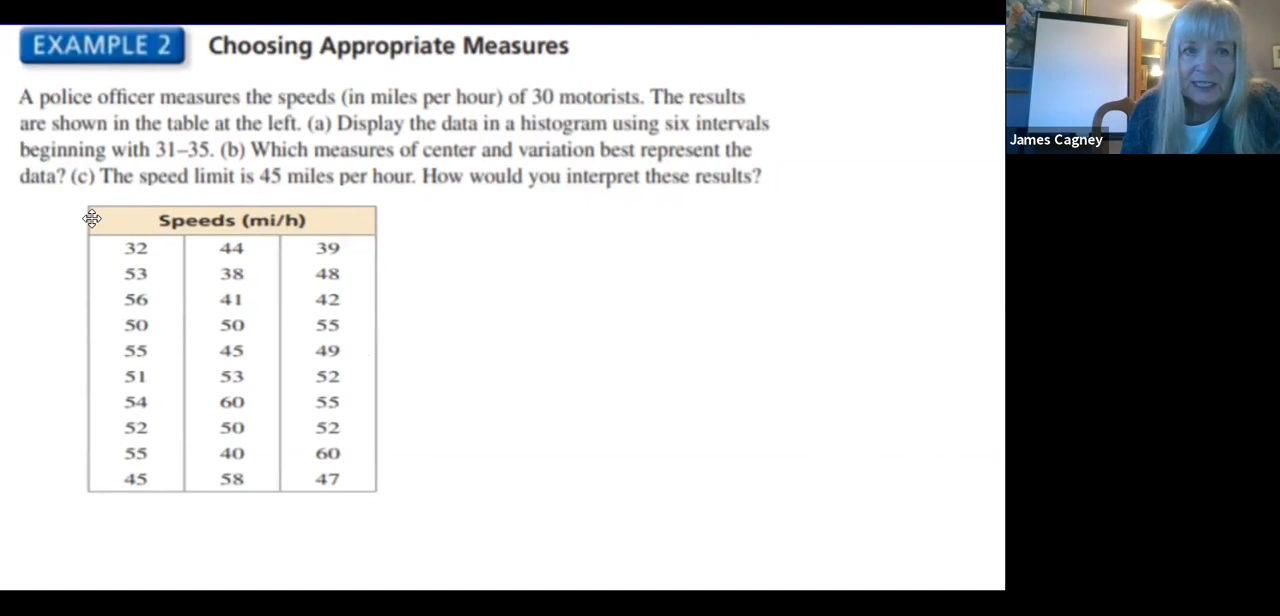 EXAMPLE 2 Choosing Appropriate Measures
A police officer measures the speeds (in miles per hour) of 30 motorists. The results
are shown in the table at the left. (a) Display the data in a histogram using six intervals
beginning with 31–35. (b) Which measures of center and variation best represent the
data? (c) The speed limit is 45 miles per hour. How would you interpret these results?
Speeds (mi/h)
32 44 39
53 38 48
56 41 42
50 50 55
55 45 49
51 53 52
54 60 55
52 50 52
55 40 60
45 58 47
James Cagney